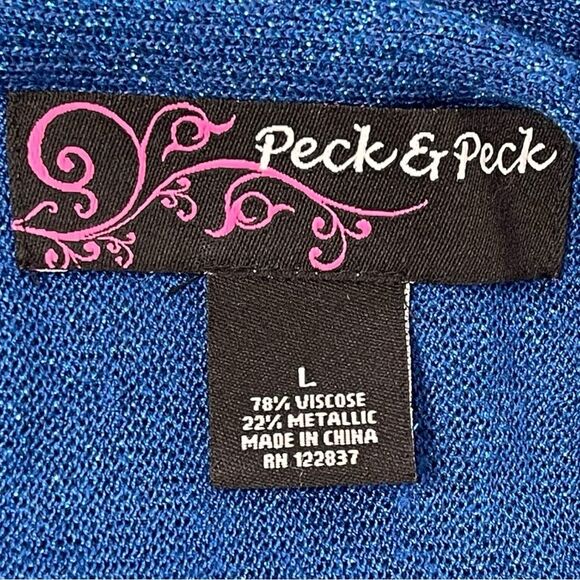 Peck & Peck
L
78% VISCOSE
22% METALLIC
MADE IN CHINA
RN 122837